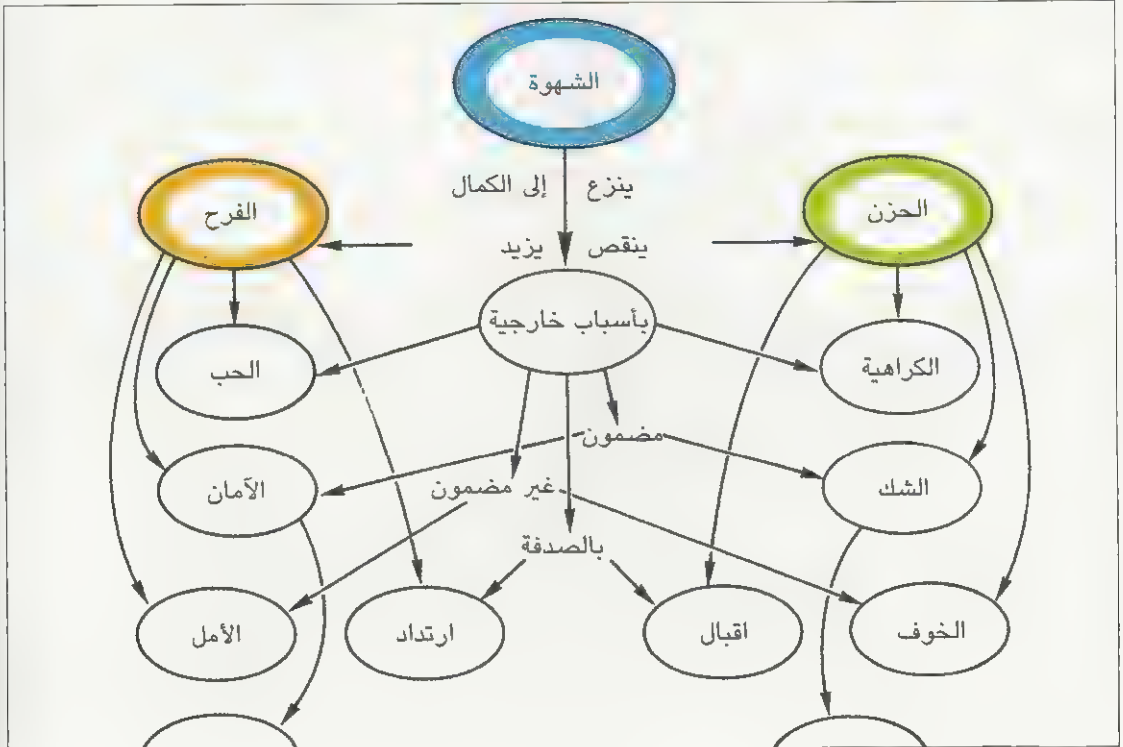 الشهوة
ينزع إلى الكمال
الحزن
الفرح
ينقص يزيد
بأسباب خارجية
الكراهية
الحب
مضمون
الشك
غير مضمون
الآمان
بالصدفة
الخوف
اقبال
ارتداد
الأمل